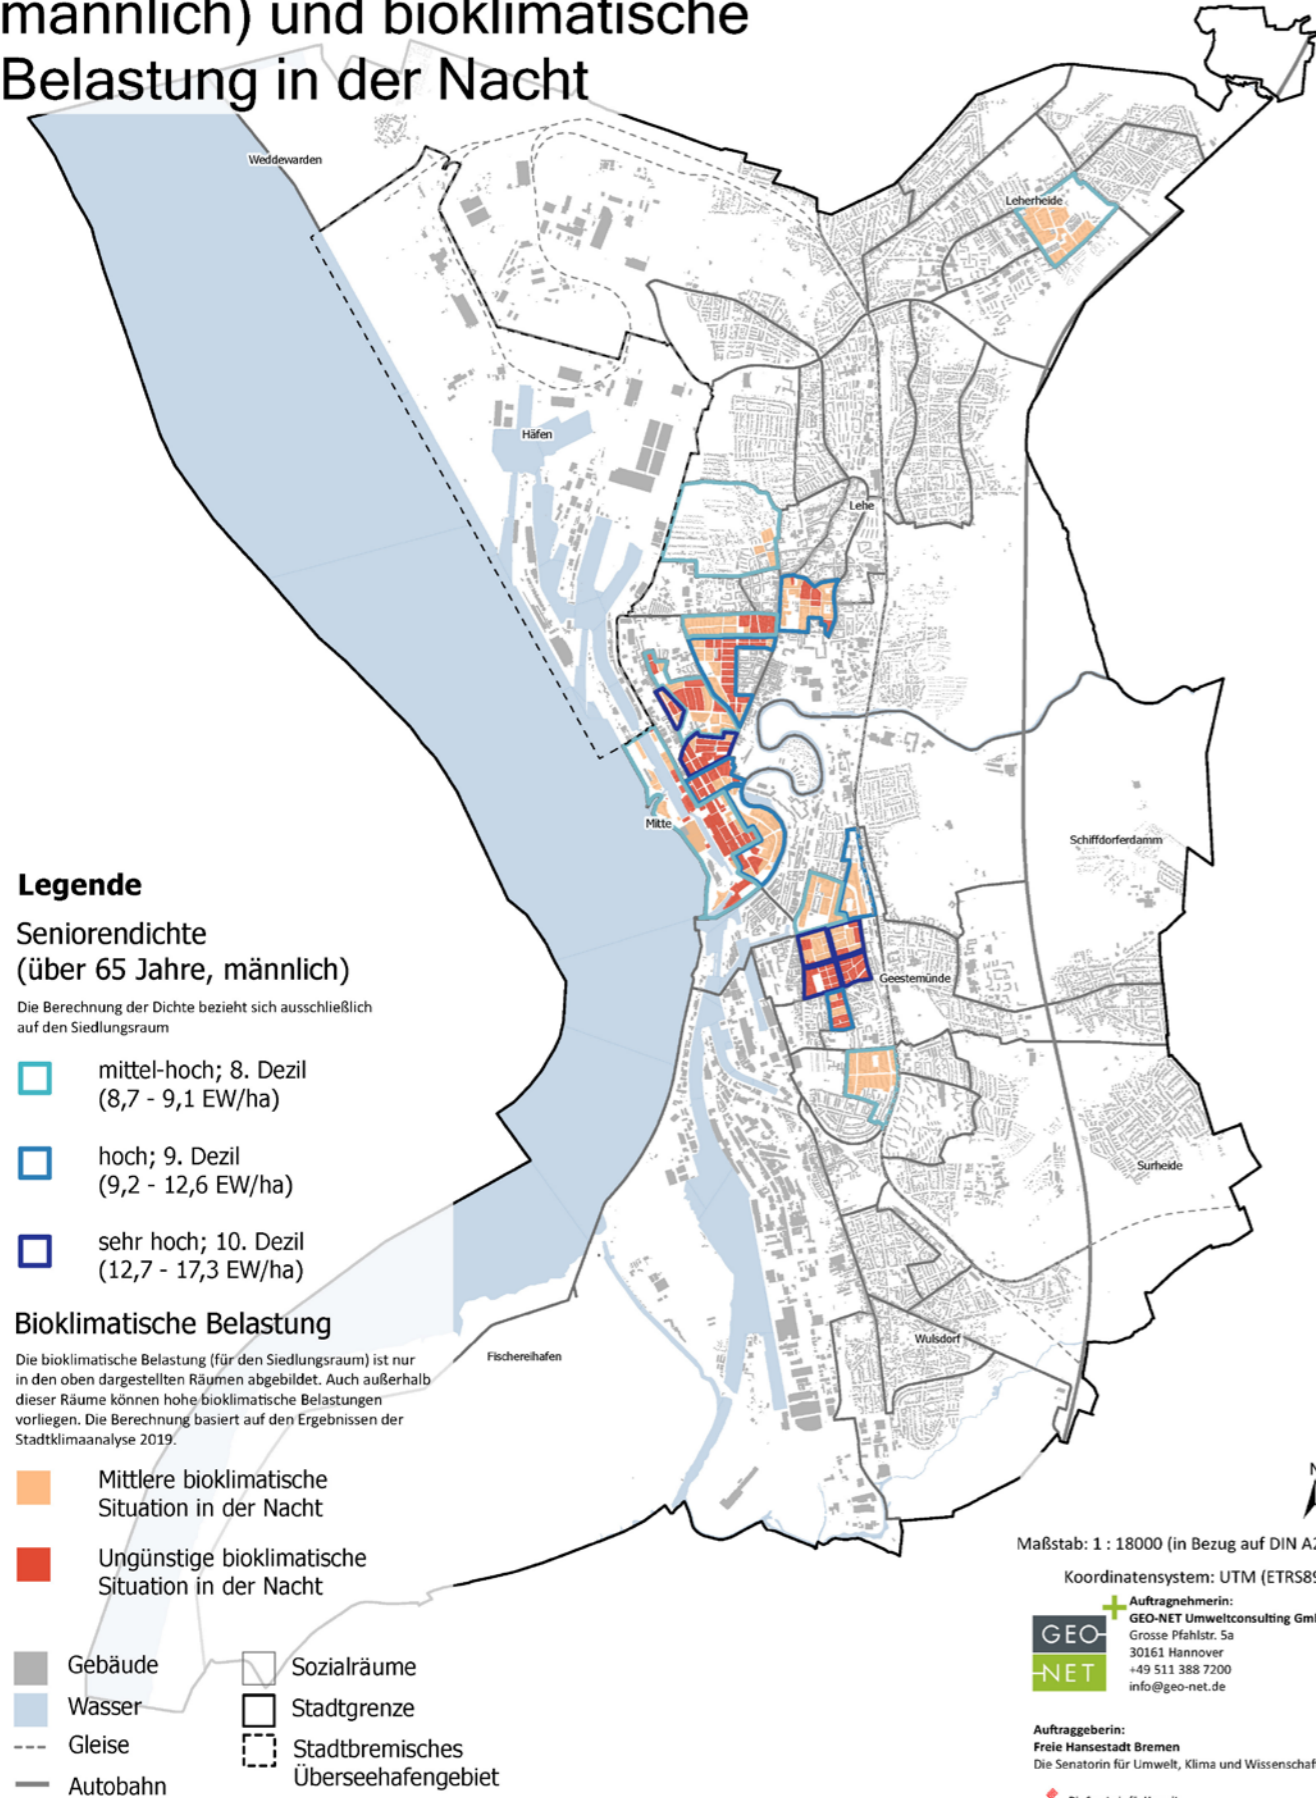 männlich) und bioklimatische
Belastung in der Nacht
Weddewarden
Leherheide
Häfen
Lehe
Mitte
Schiffdorferdamm
Geestemünde
Surheide
Wulsdorf
Fischereihafen
Legende
Seniorendichte
(über 65 Jahre, männlich)
Die Berechnung der Dichte bezieht sich ausschließlich
auf den Siedlungsraum
mittel-hoch; 8. Dezil
(8,7 - 9,1 EW/ha)
hoch; 9. Dezil
(9,2 - 12,6 EW/ha)
sehr hoch; 10. Dezil
(12,7 - 17,3 EW/ha)
Bioklimatische Belastung
Die bioklimatische Belastung (für den Siedlungsraum) ist nur
in den oben dargestellten Räumen abgebildet. Auch außerhalb
dieser Räume können hohe bioklimatische Belastungen
vorliegen. Die Berechnung basiert auf den Ergebnissen der
Stadtklimaanalyse 2019.
Mittlere bioklimatische
Situation in der Nacht
Ungünstige bioklimatische
Situation in der Nacht
Gebäude
Wasser
Gleise
Autobahn
Sozialräume
Stadtgrenze
Stadtbremisches
Überseehafengebiet
N
Maßstab: 1 : 18000 (in Bezug auf DIN A2
Koordinatensystem: UTM (ETRS89
GEO
NET
Auftragnehmerin:
GEO-NET Umweltconsulting Gm
Grosse Pfahlstr. 5a
30161 Hannover
+49 511 388 7200
info@geo-net.de
Auftraggeberin:
Freie Hansestadt Bremen
Die Senatorin für Umwelt, Klima und Wissenschaf